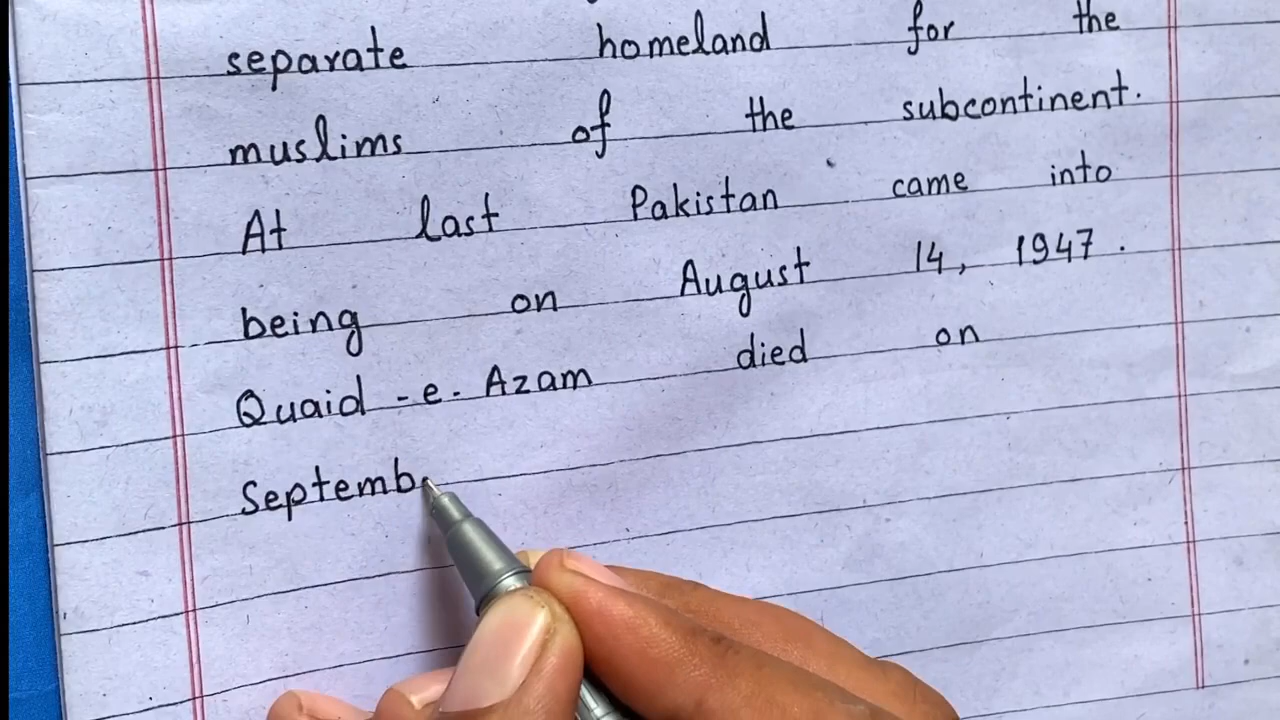 separate homeland for the
muslims of the subcontinent.
At last Pakistan came into
being on August 14, 1947.
Quaid-e-Azam died on
Septemb